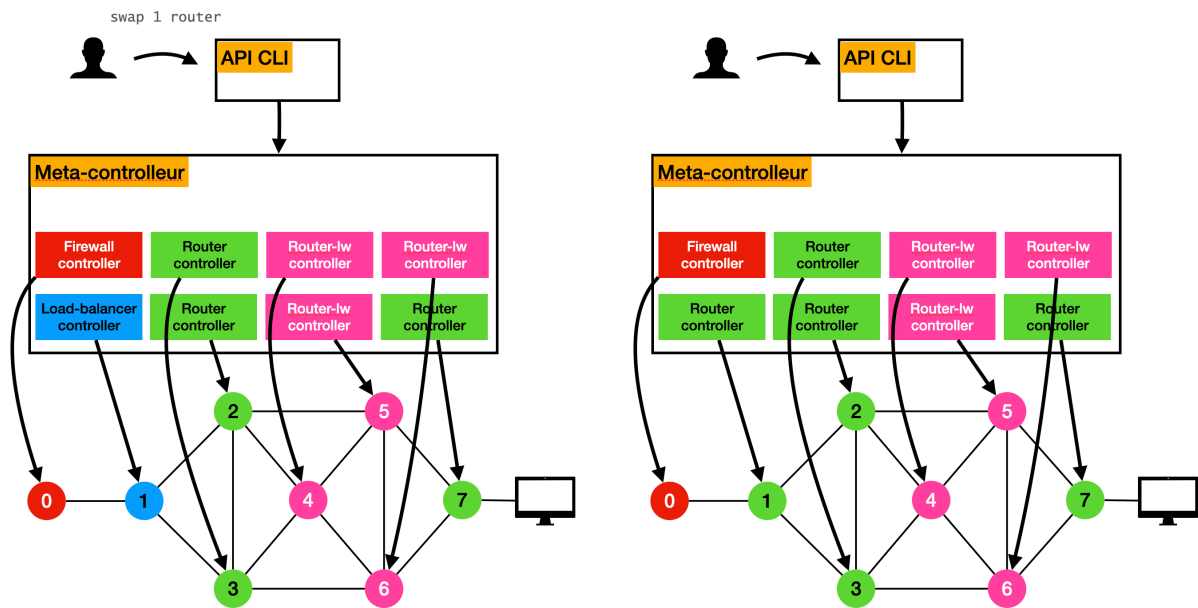 swap 1 router
API CLI
Meta-controlleur
Firewall
controller
Router
controller
Router-lw
controller
Router-lw
controller
Load-balancer
controller
Router
controller
Router-lw
controller
Router
controller
2
5
0
1
4
7
3
6
API CLI
Meta-controlleur
Firewall
controller
Router
controller
Router-lw
controller
Router-lw
controller
Router
controller
Router
controller
Router-lw
controller
Router
controller
2
5
0
1
4
7
3
6